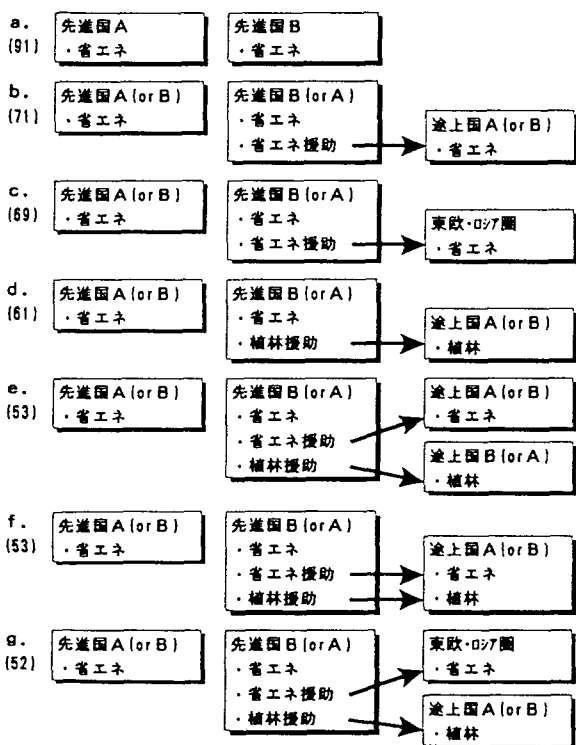 a.
(91)
先進国A
・省エネ
先進国B
・省エネ
b.
(71)
先進国A(or B)
・省エネ
先進国B(or A)
・省エネ
・省エネ援助
途上国A(or B)
・省エネ
c.
(69)
先進国A(or B)
・省エネ
先進国B(or A)
・省エネ
・省エネ援助
東欧・ロシア圏
・省エネ
d.
(61)
先進国A(or B)
・省エネ
先進国B(or A)
・省エネ
・植林援助
途上国A(or B)
・植林
e.
(53)
先進国A(or B)
・省エネ
先進国B(or A)
・省エネ
・省エネ援助
・植林援助
途上国A(or B)
・省エネ
途上国B(or A)
・植林
f.
(53)
先進国A(or B)
・省エネ
先進国B(or A)
・省エネ
・省エネ援助
・植林援助
途上国A(or B)
・省エネ
・植林
g.
(52)
先進国A(or B)
・省エネ
先進国B(or A)
・省エネ
・省エネ援助
・植林援助
東欧・ロシア圏
・省エネ
途上国A(or B)
・植林